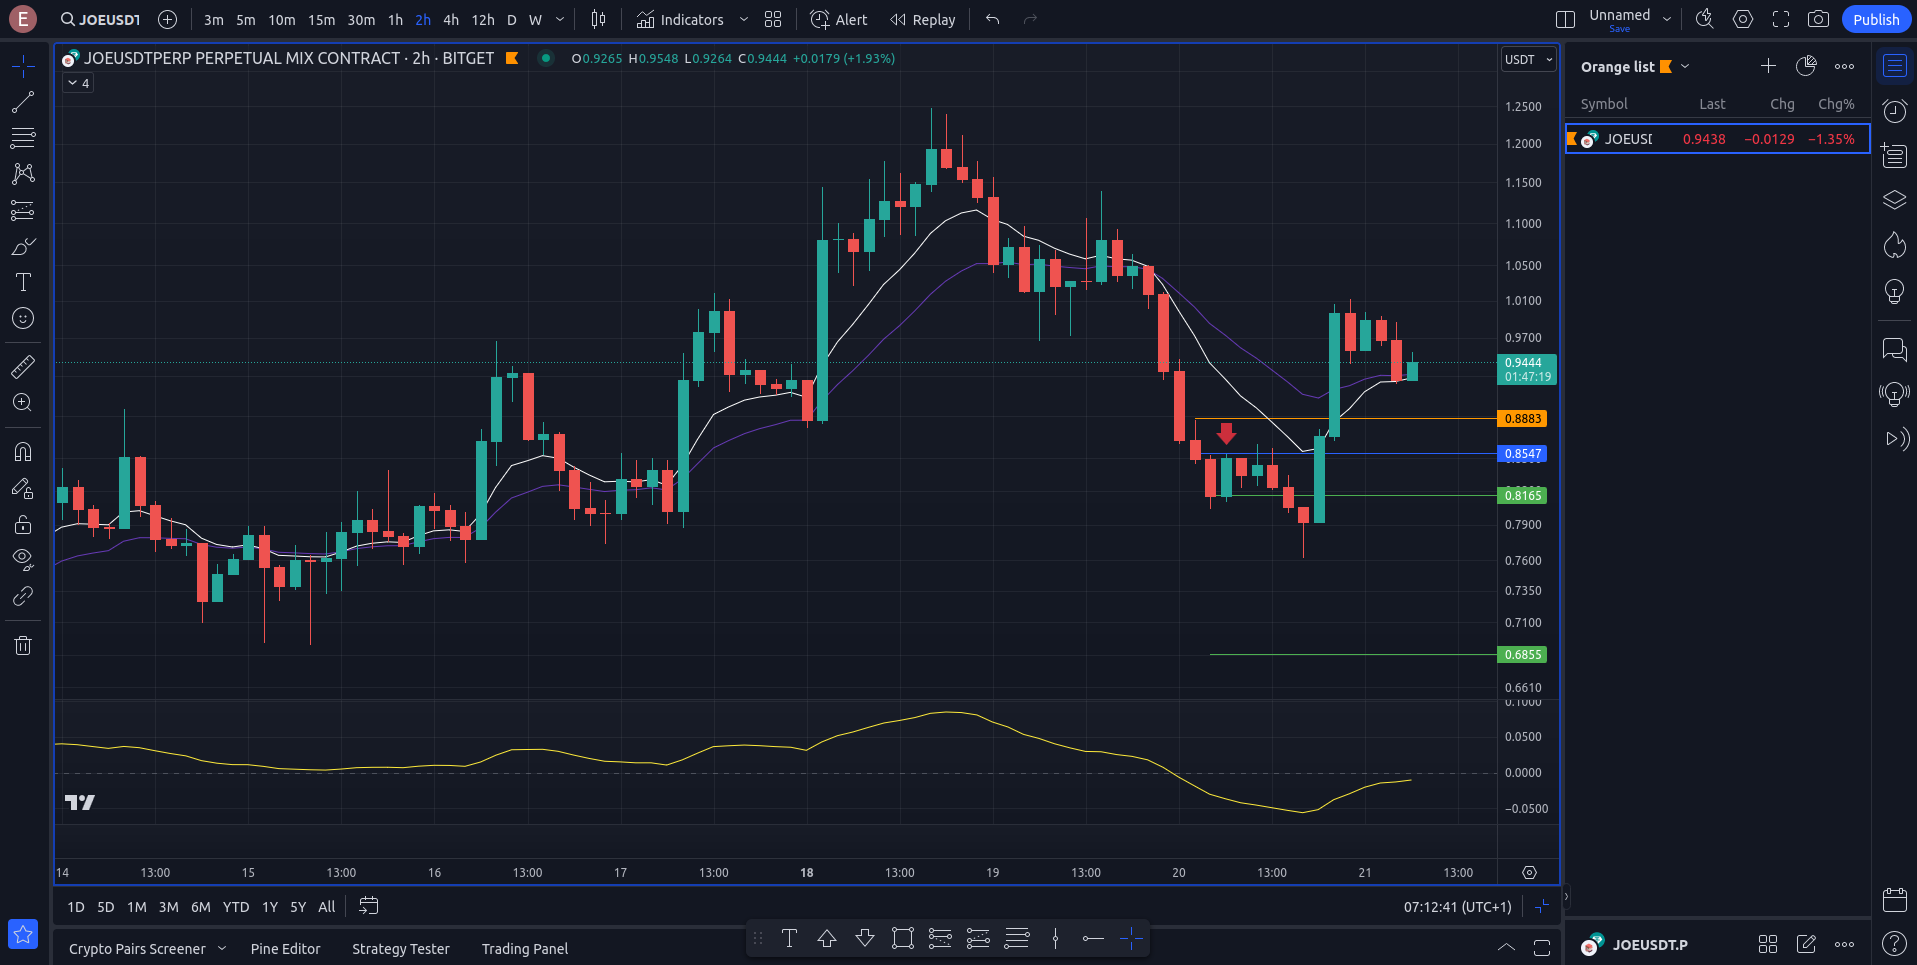 E JOEUSDT 3m 5m 10m 15m 30m 1h 2h 4h 12h D W Indicators Alert Replay Unnamed Save Publish
JOEUSDTPERP PERPETUAL MIX CONTRACT · 2h · BITGET O0.9265 H0.9548 L0.9264 C0.9444 +0.0179 (+1.93%) USDT
4
Orange list
Symbol Last Chg Chg%
JOEUSD 0.9438 −0.0129 −1.35%
1.2500
1.2000
1.1500
1.1000
1.0500
1.0100
0.9700
0.9444
01:47:19
0.8883
0.8547
0.8165
0.7900
0.7600
0.7350
0.7100
0.6855
0.6610
0.1000
0.0500
0.0000
−0.0500
14 13:00 15 13:00 16 13:00 17 13:00 18 13:00 19 13:00 20 13:00 21 13:00
1D 5D 1M 3M 6M YTD 1Y 5Y All 07:12:41 (UTC+1)
Crypto Pairs Screener Pine Editor Strategy Tester Trading Panel
JOEUSDT.P